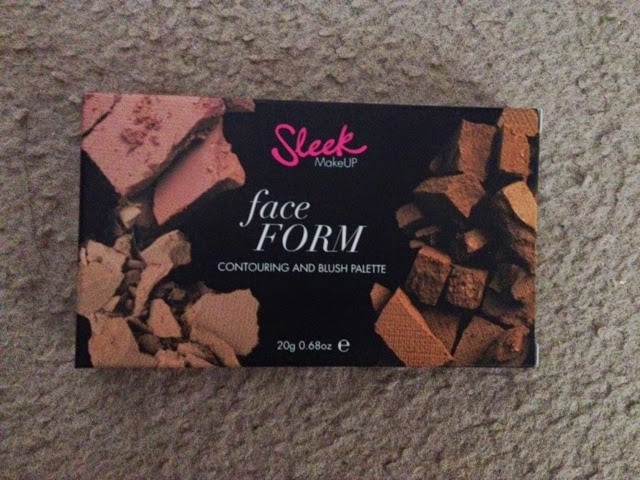 Sleek
MakeUP
face
FORM
CONTOURING AND BLUSH PALETTE
20g 0.68oz ℮